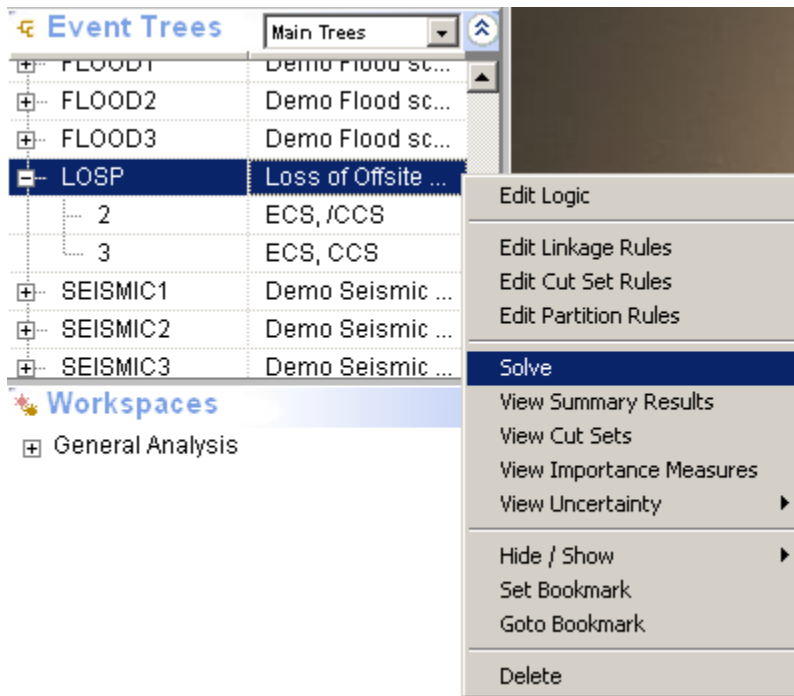 Event Trees Main Trees
FLOOD1 Demo Flood sc...
FLOOD2 Demo Flood sc...
FLOOD3 Demo Flood sc...
LOSP Loss of Offsite ...
2 ECS, /CCS
3 ECS, CCS
SEISMIC1 Demo Seismic ...
SEISMIC2 Demo Seismic ...
SEISMIC3 Demo Seismic ...
Workspaces
General Analysis
Edit Logic
Edit Linkage Rules
Edit Cut Set Rules
Edit Partition Rules
Solve
View Summary Results
View Cut Sets
View Importance Measures
View Uncertainty
Hide / Show
Set Bookmark
Goto Bookmark
Delete